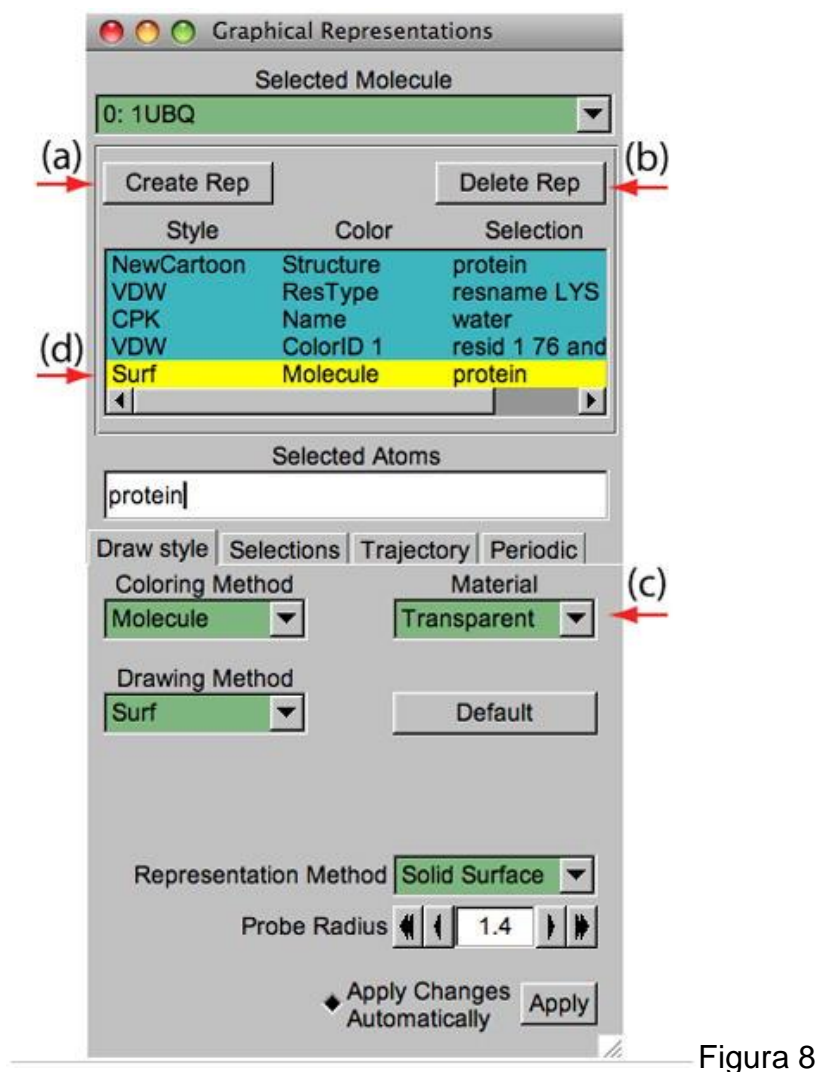 Graphical Representations
Selected Molecule
0: 1UBQ
(a)
(b)
Create Rep Delete Rep
Style Color Selection
NewCartoon Structure protein
VDW ResType resname LYS
CPK Name water
(d)
VDW ColorID 1 resid 1 76 and
Surf Molecule protein
Selected Atoms
protein
Draw style Selections Trajectory Periodic
Coloring Method Material
(c)
Molecule Transparent
Drawing Method
Surf Default
Representation Method Solid Surface
Probe Radius 1.4
Apply Changes
Automatically Apply
Figura 8